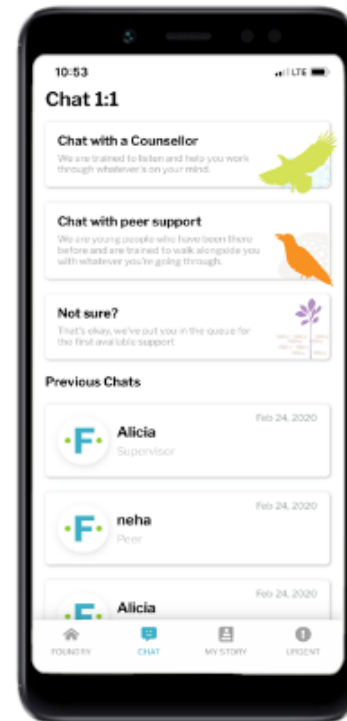 10:53
LTE
Chat 1:1
Chat with a Counsellor
We are trained to listen and help you work
through whatever's on your mind.
Chat with peer support
We are young people who have been there
before and are trained to walk alongside you
with whatever you're going through.
Not sure?
That's okay, we've put you in the queue for
the first available support
Previous Chats
Feb 24, 2020
F
Alicia
Supervisor
Feb 24, 2020
F
neha
Peer
Feb 24, 2020
F
Alicia
FOUNDRY
CHAT
MY STORY
URGENT